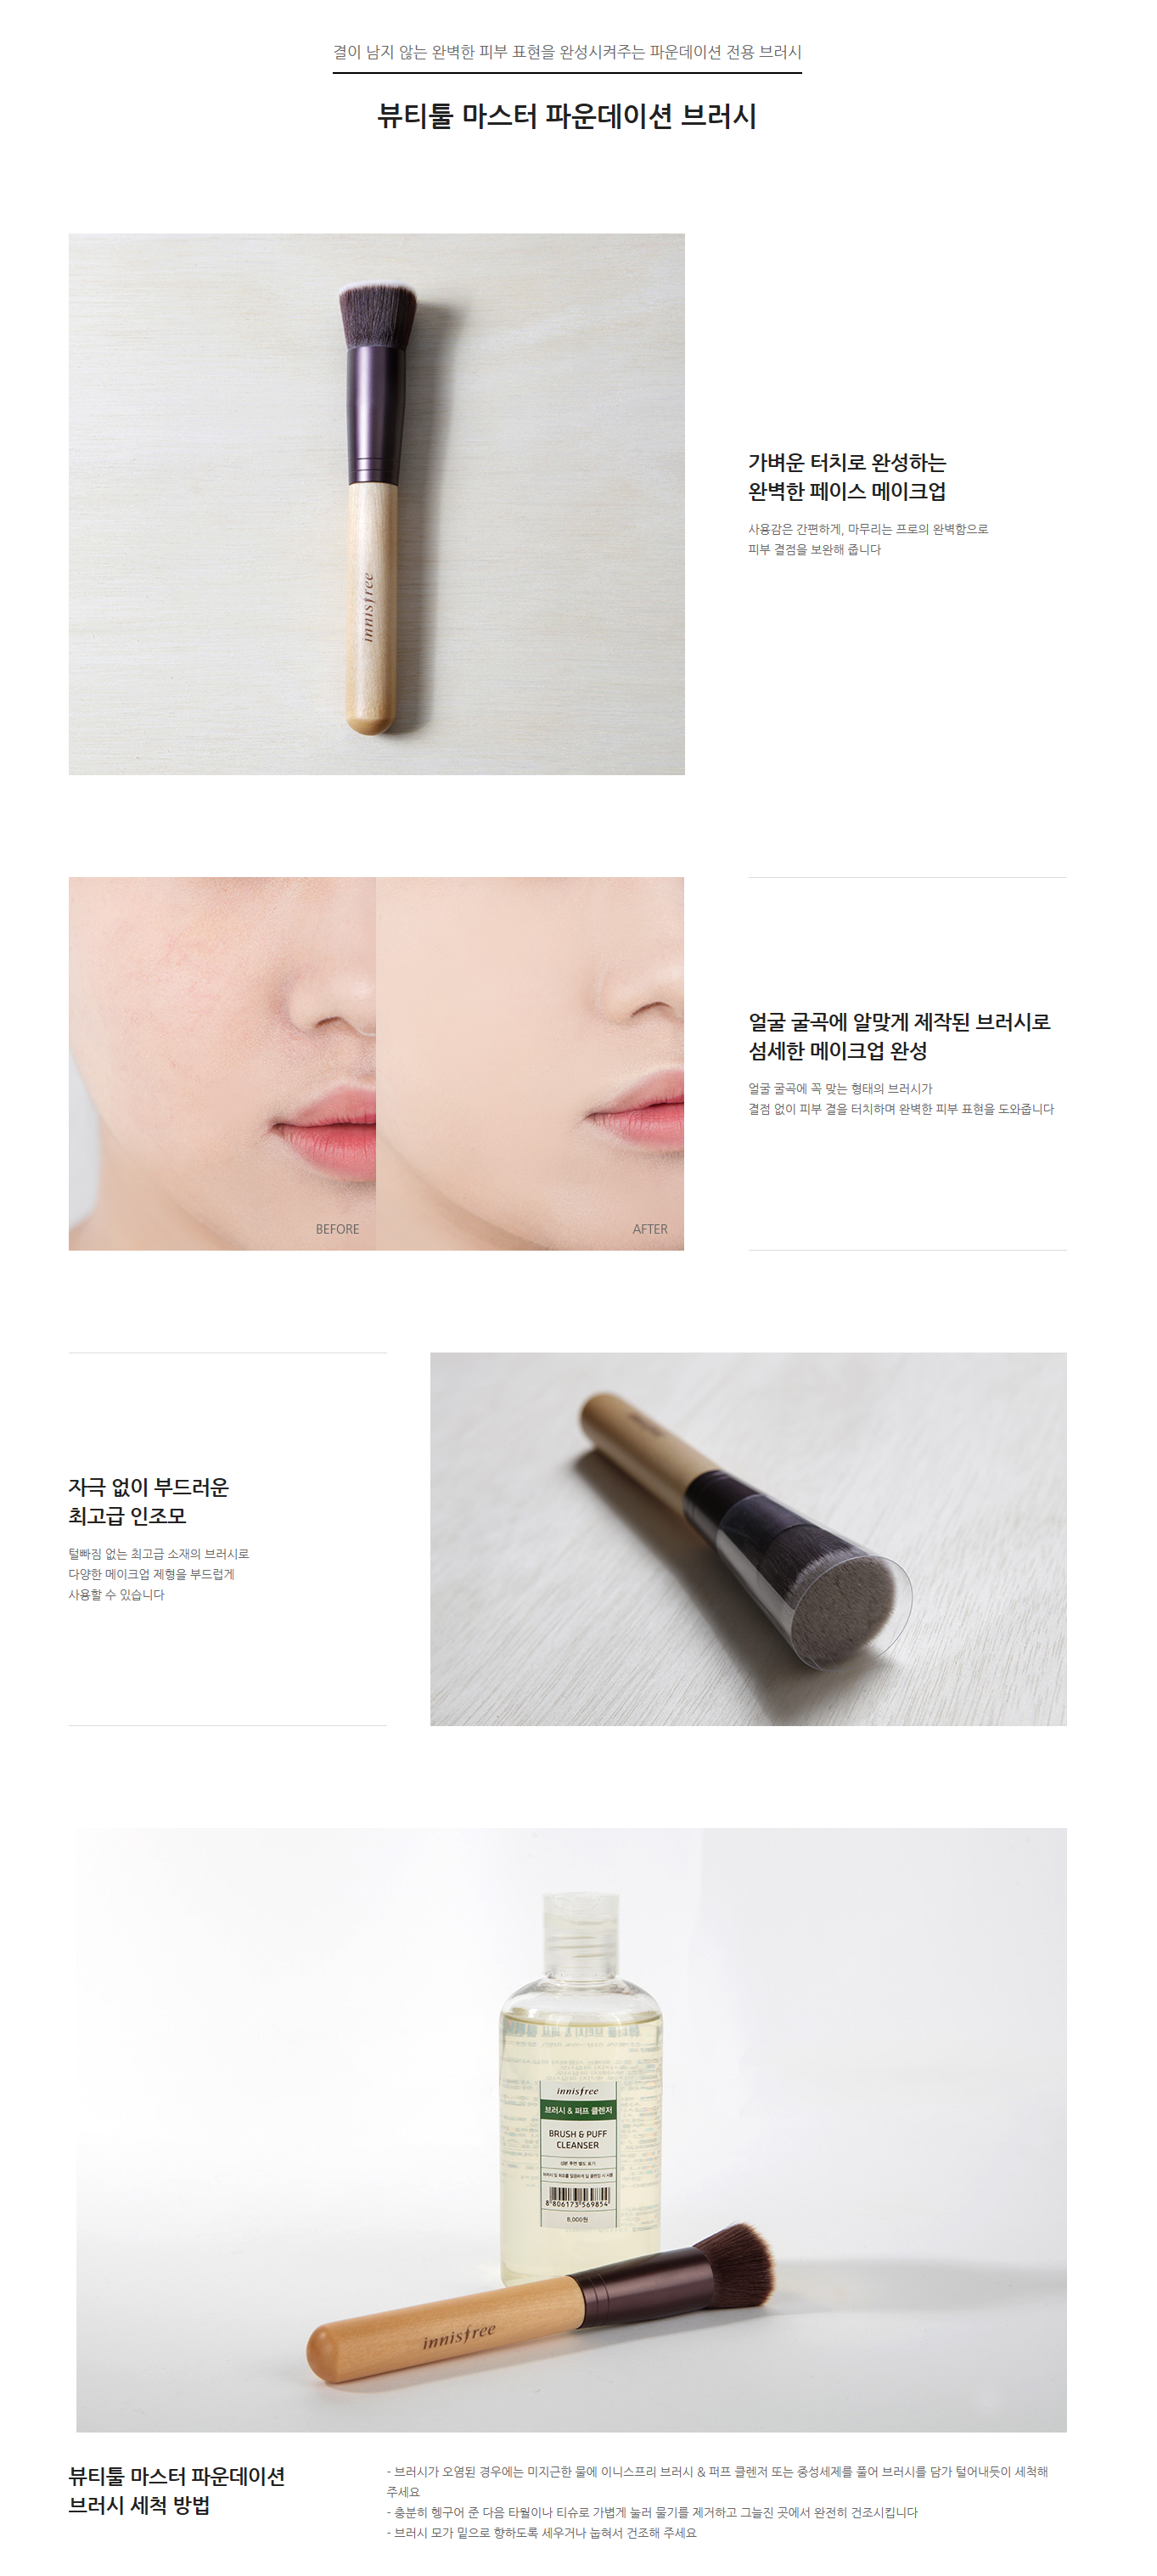 결이 남지 않는 완벽한 피부 표현을 완성시켜주는 파운데이션 전용 브러시
뷰티툴 마스터 파운데이션 브러시
innisfree
가벼운 터치로 완성하는
완벽한 페이스 메이크업
사용감은 간편하게, 마무리는 프로의 완벽함으로
피부 결점을 보완해 줍니다
BEFORE
AFTER
얼굴 굴곡에 알맞게 제작된 브러시로
섬세한 메이크업 완성
얼굴 굴곡에 꼭 맞는 형태의 브러시가
결점 없이 피부 결을 터치하며 완벽한 피부 표현을 도와줍니다
자극 없이 부드러운
최고급 인조모
털빠짐 없는 최고급 소재의 브러시로
다양한 메이크업 제형을 부드럽게
사용할 수 있습니다
innisfree
브러시 & 퍼프 클렌저
BRUSH & PUFF
CLEANSER
성분 후면 별도 표기
8 806173 569854
8,000원
innisfree
뷰티툴 마스터 파운데이션
브러시 세척 방법
- 브러시가 오염된 경우에는 미지근한 물에 이니스프리 브러시 & 퍼프 클렌저 또는 중성세제를 풀어 브러시를 담가 털어내듯이 세척해
주세요
- 충분히 헹구어 준 다음 타월이나 티슈로 가볍게 눌러 물기를 제거하고 그늘진 곳에서 완전히 건조시킵니다
- 브러시 모가 밑으로 향하도록 세우거나 눕혀서 건조해 주세요